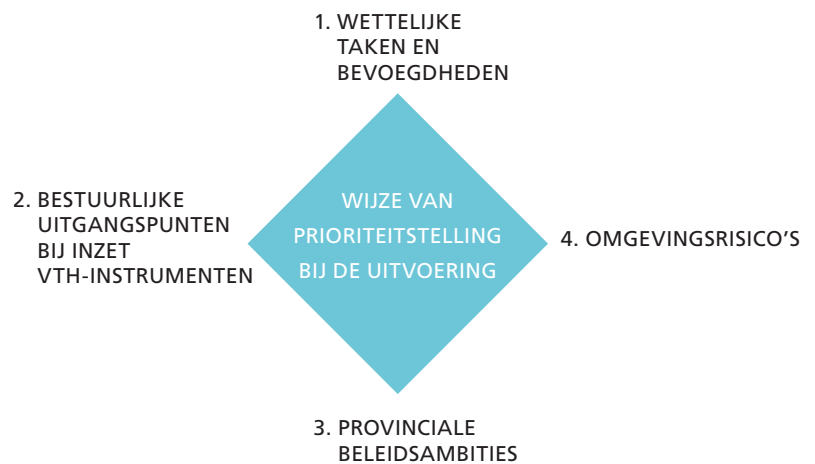 1. WETTELIJKE
TAKEN EN
BEVOEGDHEDEN
2. BESTUURLIJKE
UITGANGSPUNTEN
BIJ INZET
VTH-INSTRUMENTEN
WIJZE VAN
PRIORITEITSTELLING
BIJ DE UITVOERING
4. OMGEVINGSRISICO'S
3. PROVINCIALE
BELEIDSAMBITIES